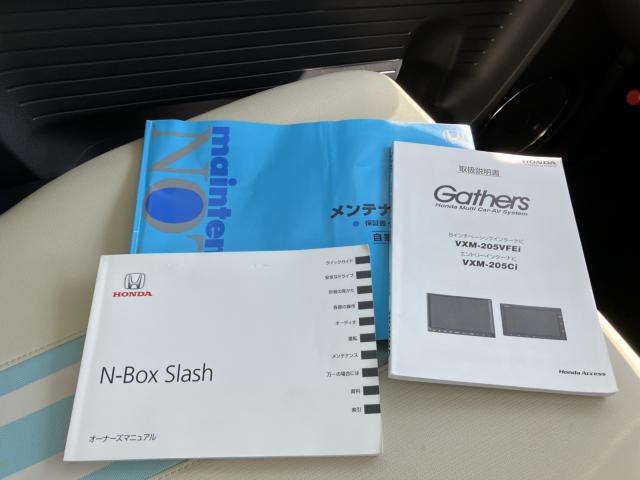 mainten
NOT
メンテナ
保証書
自
取扱説明書
HONDA
Gathers
Honda Multi Car-AV System
8インチベーシックインターナビ
VXM-205VFEi
エントリーインターナビ
VXM-205Ci
Honda Access
HONDA
N-Box Slash
オーナーズマニュアル
クイックガイド
安全なドライブ
計器の見かた
各部の操作
オーディオ
運転
メンテナンス
万一の場合には
資料
索引